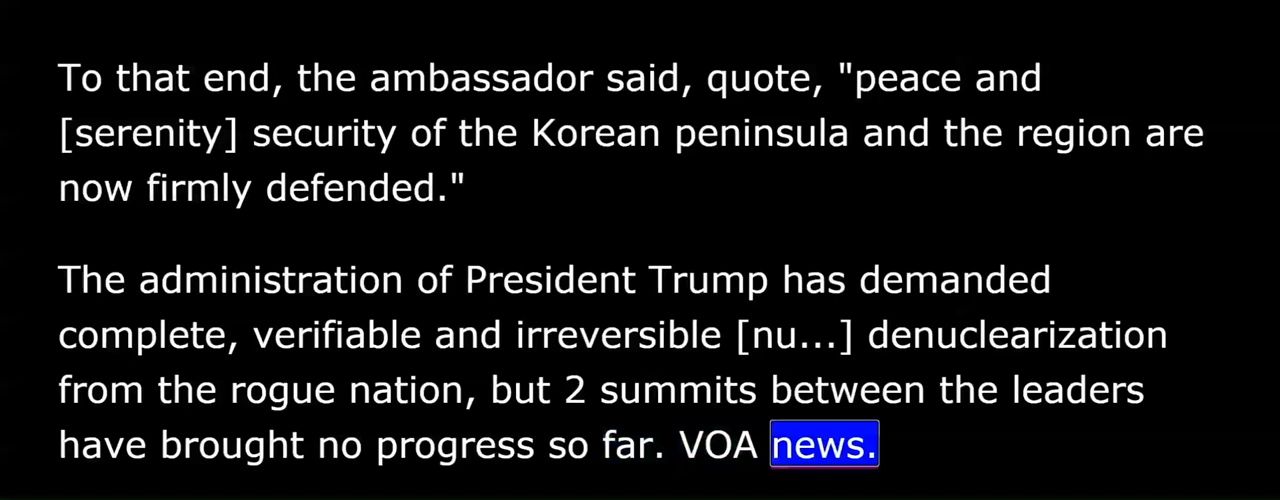 To that end, the ambassador said, quote, "peace and
[serenity] security of the Korean peninsula and the region are
now firmly defended."
The administration of President Trump has demanded
complete, verifiable and irreversible [nu...] denuclearization
from the rogue nation, but 2 summits between the leaders
have brought no progress so far. VOA news.